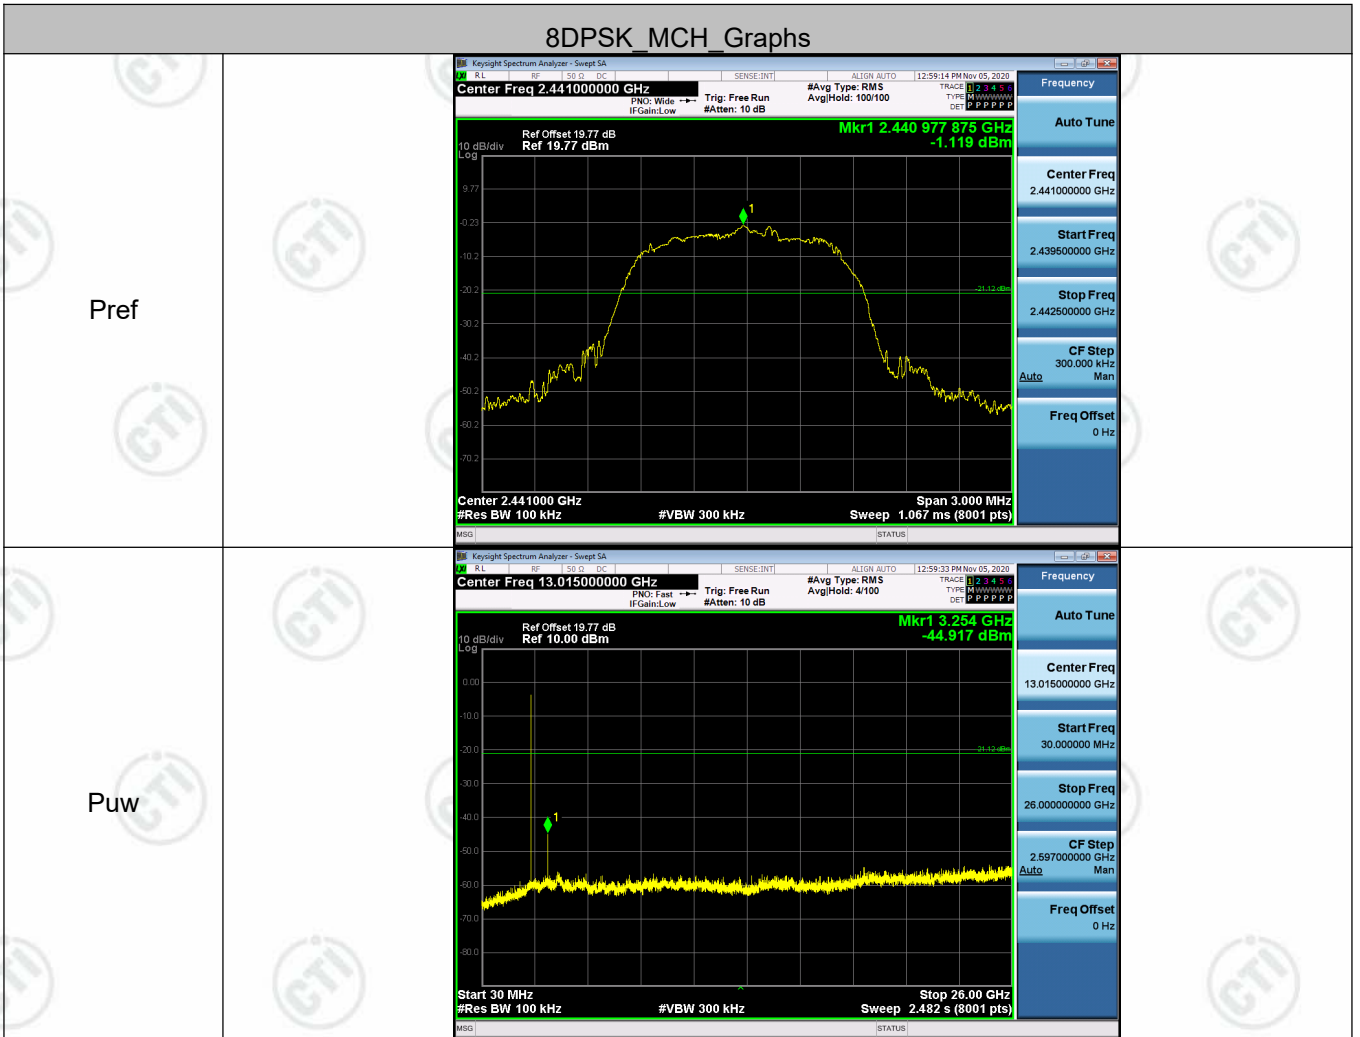 8DPSK_MCH_Graphs
Pref
Keysight Spectrum Analyzer - Swept SA
RL RF 50 Ω DC SENSE:INT ALIGN AUTO 12:59:14 PM Nov 05, 2020
Center Freq 2.441000000 GHz
PNO: Wide
IFGain:Low
Trig: Free Run
#Atten: 10 dB
#Avg Type: RMS
Avg|Hold: 100/100
TRACE 1 2 3 4 5 6
TYPE M WWWWW
DET P P P P P P
Ref Offset 19.77 dB
10 dB/div Ref 19.77 dBm
Log
Mkr1 2.440 977 875 GHz
-1.119 dBm
1
9.77
-0.23
-10.2
-20.2
-21.12 dBm
-30.2
-40.2
-50.2
-60.2
-70.2
Center 2.441000 GHz Span 3.000 MHz
#Res BW 100 kHz #VBW 300 kHz Sweep 1.067 ms (8001 pts)
MSG STATUS
Frequency
Auto Tune
Center Freq
2.441000000 GHz
Start Freq
2.439500000 GHz
Stop Freq
2.442500000 GHz
CF Step
300.000 kHz
Auto Man
Freq Offset
0 Hz
Puw
Keysight Spectrum Analyzer - Swept SA
RL RF 50 Ω DC SENSE:INT ALIGN AUTO 12:59:33 PM Nov 05, 2020
Center Freq 13.015000000 GHz
PNO: Fast
IFGain:Low
Trig: Free Run
#Atten: 10 dB
#Avg Type: RMS
Avg|Hold: 4/100
TRACE 1 2 3 4 5 6
TYPE M WWWWW
DET P P P P P P
Ref Offset 19.77 dB
10 dB/div Ref 10.00 dBm
Log
Mkr1 3.254 GHz
-44.917 dBm
1
0.00
-10.0
-20.0
-21.12 dBm
-30.0
-40.0
-50.0
-60.0
-70.0
-80.0
Start 30 MHz Stop 26.00 GHz
#Res BW 100 kHz #VBW 300 kHz Sweep 2.482 s (8001 pts)
MSG STATUS
Frequency
Auto Tune
Center Freq
13.015000000 GHz
Start Freq
30.000000 MHz
Stop Freq
26.000000000 GHz
CF Step
2.597000000 GHz
Auto Man
Freq Offset
0 Hz
CTI
CTI
CTI
CTI
CTI
CTI
CTI
CTI
CTI
CTI